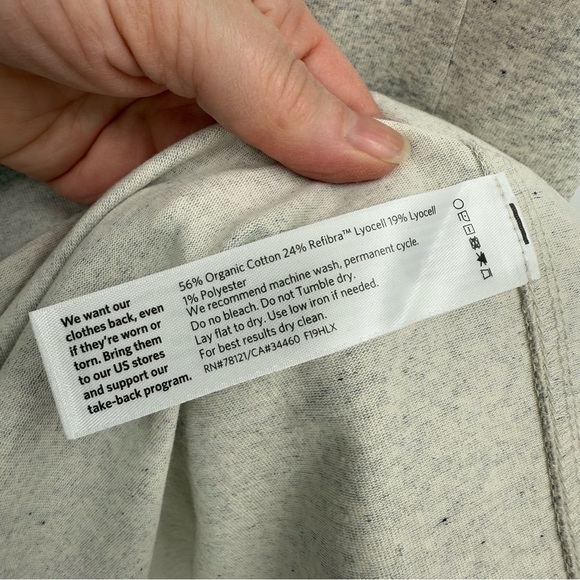 We want our
clothes back, even
if they're worn or
torn. Bring them
to our US stores
and support our
take-back program.
56% Organic Cotton 24% Refibra™ Lyocell 19% Lyocell
1% Polyester
We recommend machine wash, permanent cycle.
Do no bleach. Do not Tumble dry.
Lay flat to dry. Use low iron if needed.
For best results dry clean.
RN#78121/CA#34460 F19HLX